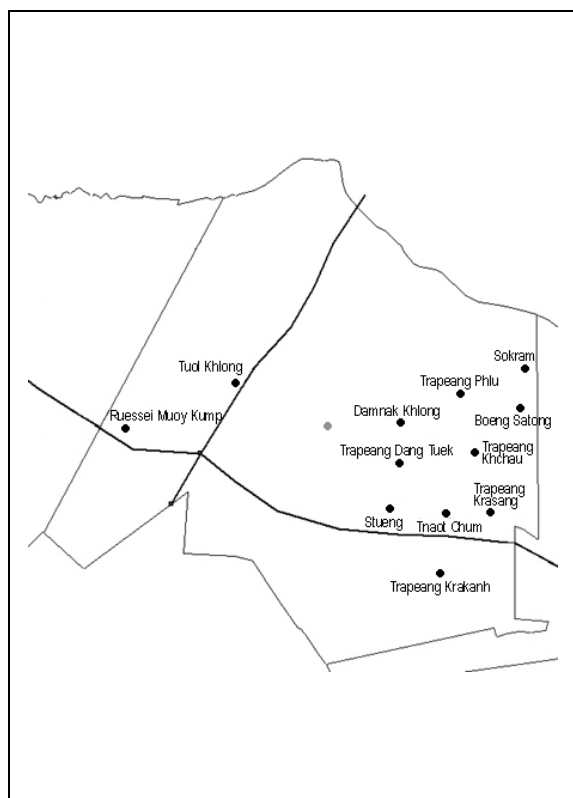 Sokram
Tuol Khlong
Trapeang Phlu
Ruessei Muoy Kump
Damnak Khlong
Boeng Satong
Trapeang Dang Tuek
Trapeang
Khchau
Trapeang
Krasang
Stueng
Tnaot Chum
Trapeang Krakanh